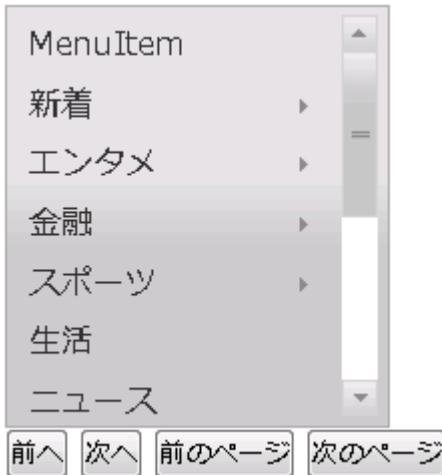 MenuItem
新着
エンタメ
金融
スポーツ
生活
ニュース
前へ 次へ 前のページ 次のページ